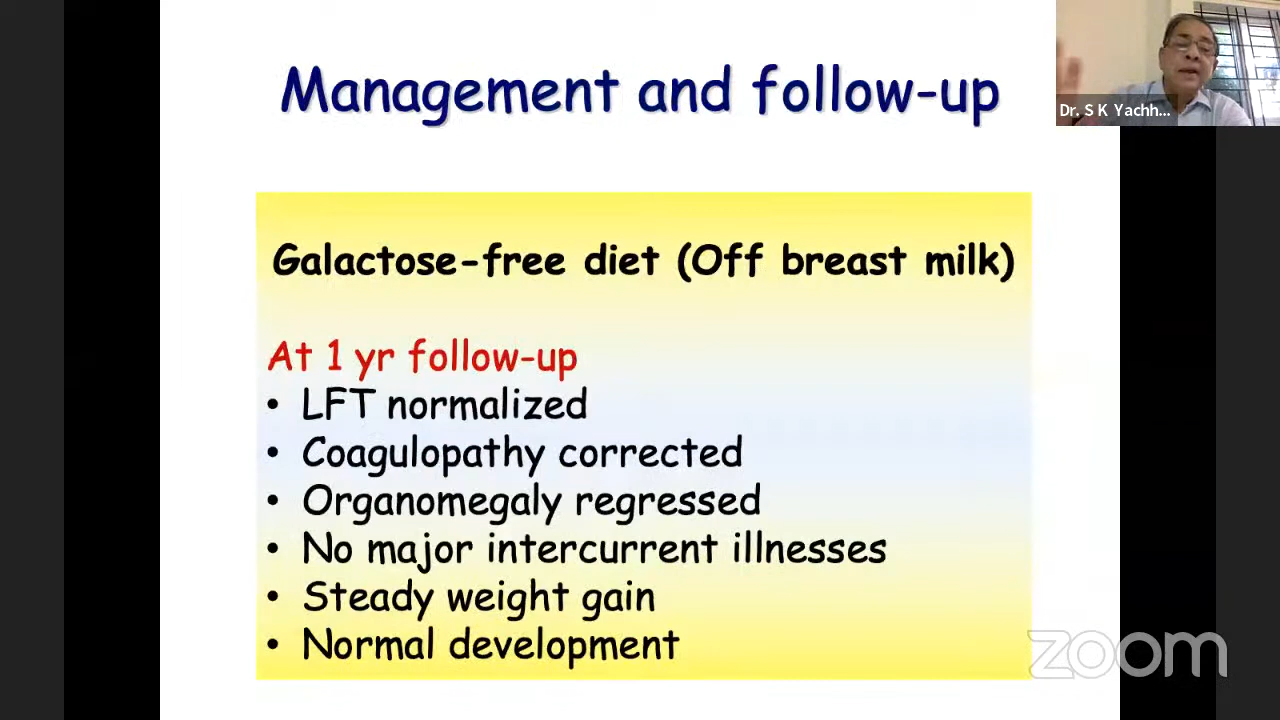 Management and follow-up
Dr. S K Yachh...
Galactose-free diet (Off breast milk)
At 1 yr follow-up
• LFT normalized
• Coagulopathy corrected
• Organomegaly regressed
• No major intercurrent illnesses
• Steady weight gain
• Normal development
zoom